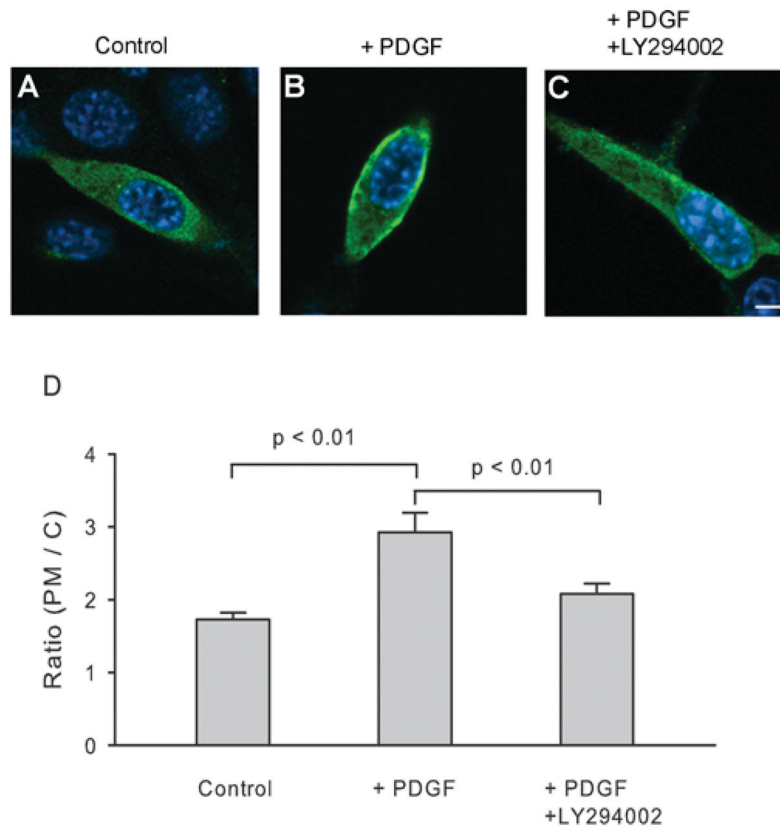 Control
+ PDGF
+ PDGF
+LY294002
A
B
C
D
p < 0.01
p < 0.01
4
3
2
1
0
Ratio (PM / C)
Control
+ PDGF
+ PDGF
+LY294002